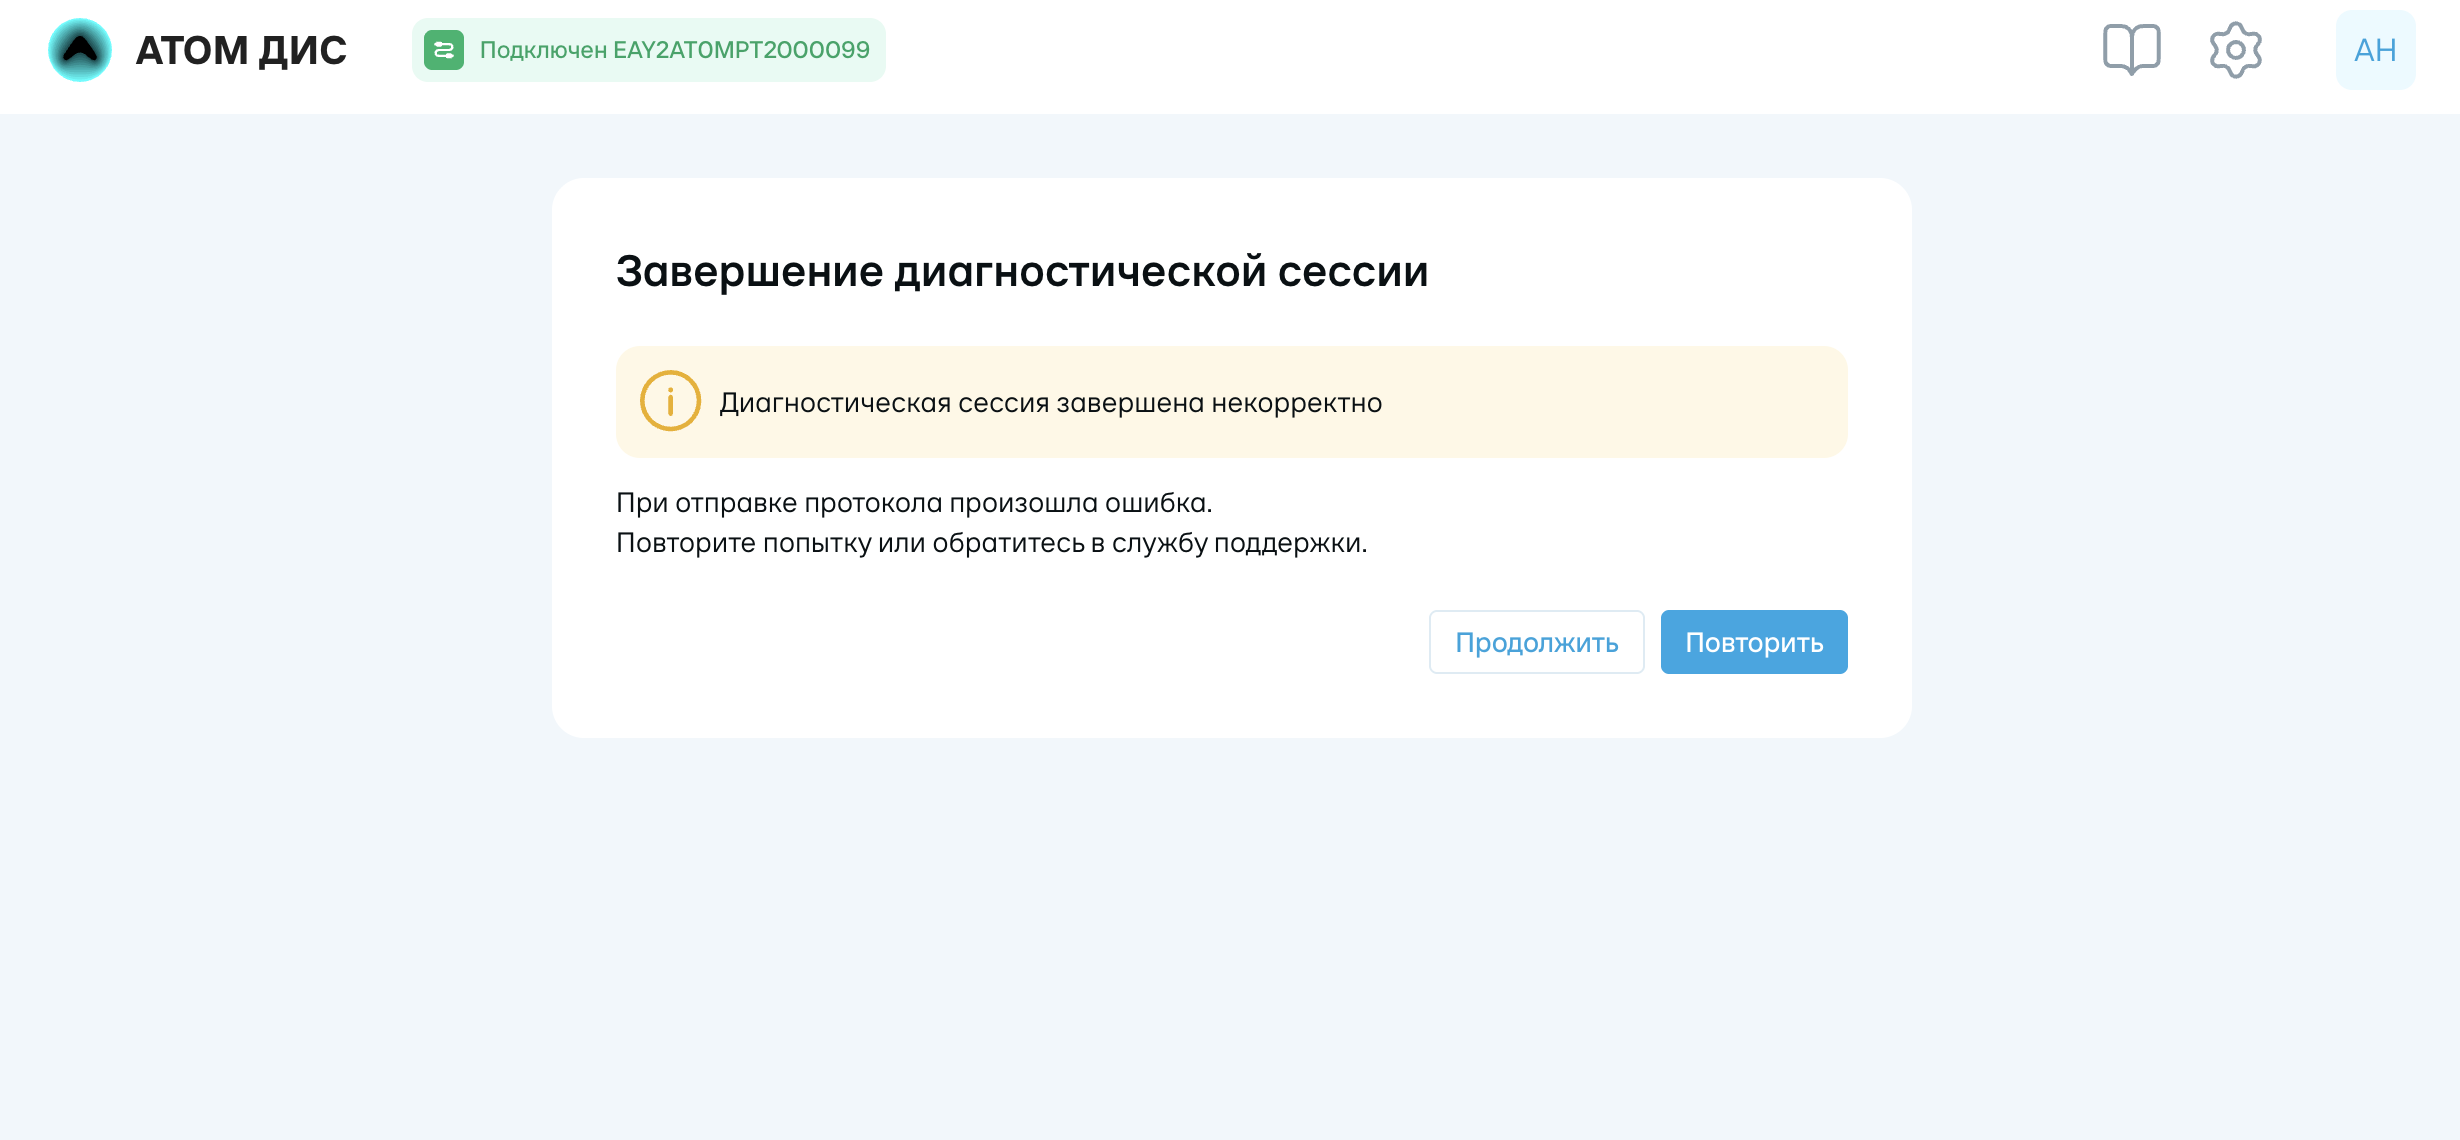 АТОМ ДИС
Подключен EAY2AT0MPT2000099
АН
Завершение диагностической сессии
Диагностическая сессия завершена некорректно
При отправке протокола произошла ошибка.
Повторите попытку или обратитесь в службу поддержки.
Продолжить
Повторить